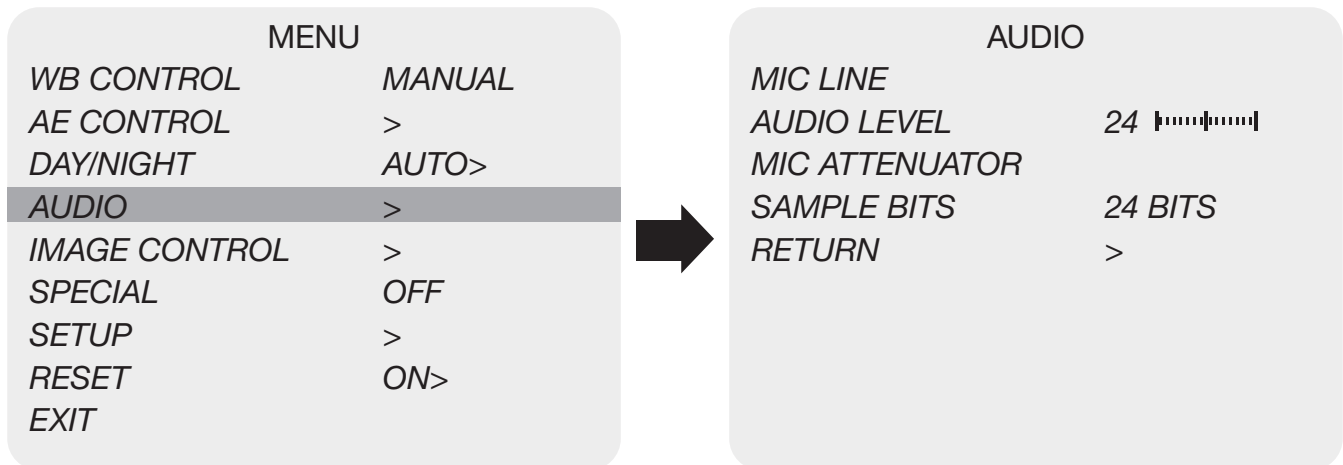 MENU
WB CONTROL MANUAL
AE CONTROL >
DAY/NIGHT AUTO>
AUDIO >
IMAGE CONTROL >
SPECIAL OFF
SETUP >
RESET ON>
EXIT
AUDIO
MIC LINE
AUDIO LEVEL 24
MIC ATTENUATOR
SAMPLE BITS 24 BITS
RETURN >